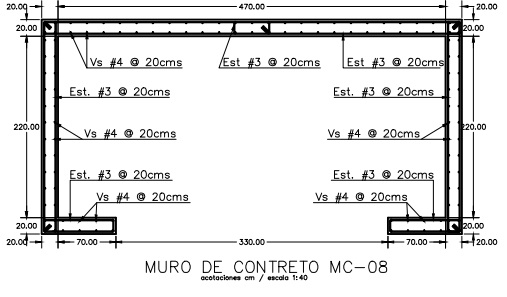 20.00 470.00 20.00
20.00 20.00
Vs #4 @ 20cms Est #3 @ 20cms Est #3 @ 20cms
Est. #3 @ 20cms Est #3 @ 20cms
220.00 220.00
Vs #4 @ 20cms Vs #4 @ 20cms
Est. #3 @ 20cms Est. #3 @ 20cms
Vs #4 @ 20cms Vs #4 @ 20cms
20.00 20.00
20.00 70.00 330.00 70.00 20.00
MURO DE CONTRETO MC-08
acotaciones cm / escala 1:40